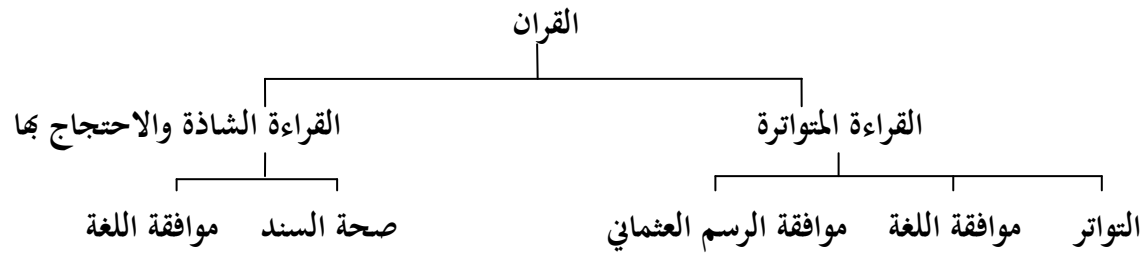 القران
القراءة المتواترة القراءة الشاذة والاحتجاج بها
التواتر موافقة اللغة موافقة الرسم العثماني صحة السند موافقة اللغة